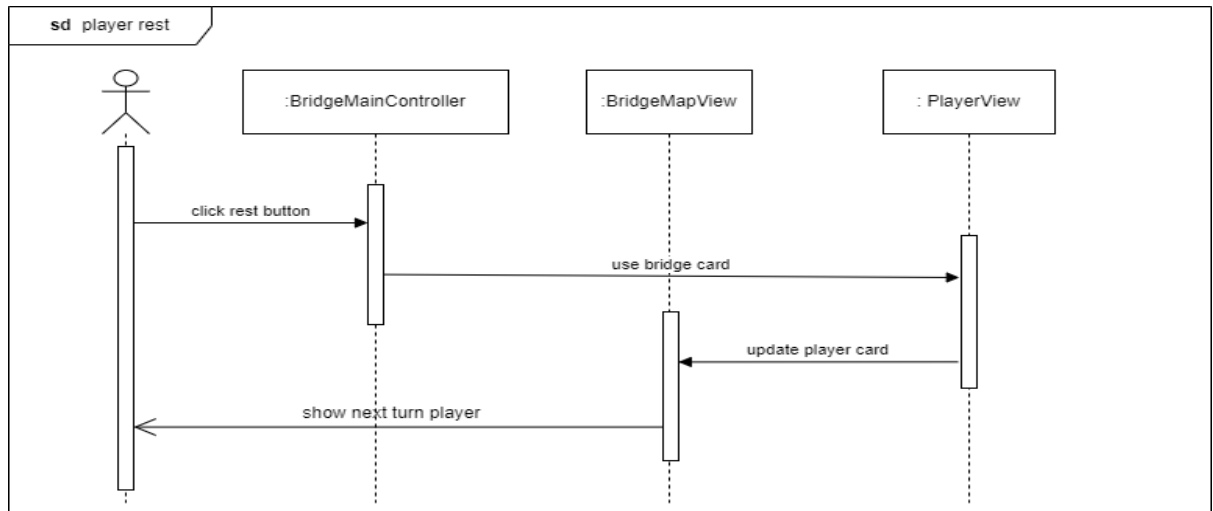 sd player rest
:BridgeMainController
:BridgeMapView
: PlayerView
click rest button
use bridge card
update player card
show next turn player